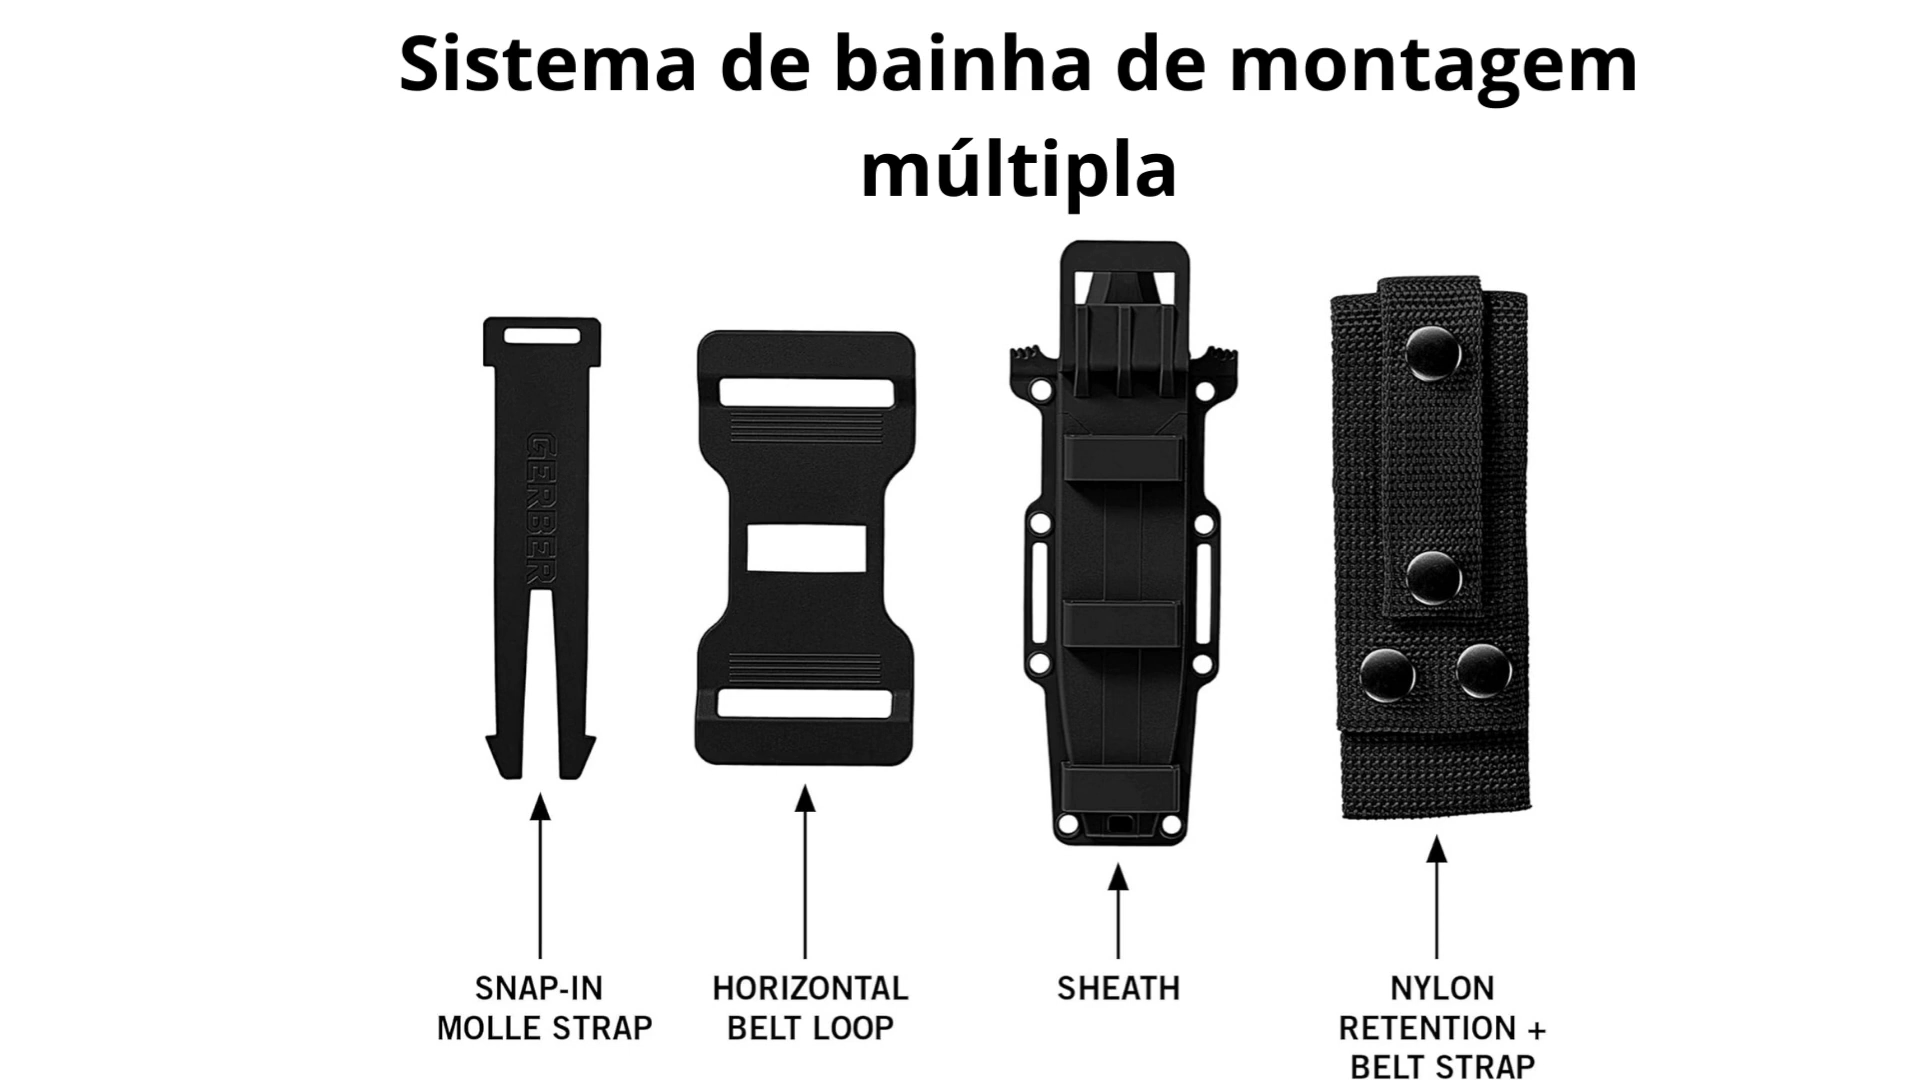 Sistema de bainha de montagem
múltipla
GERBER
SNAP-IN
MOLLE STRAP
HORIZONTAL
BELT LOOP
SHEATH
NYLON
RETENTION +
BELT STRAP